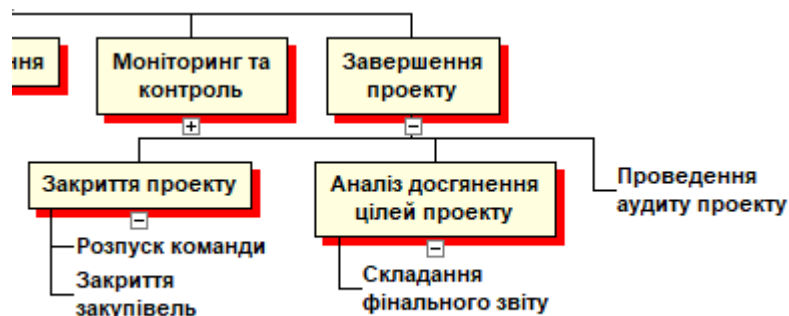 ння
Моніторинг та
контроль
Завершення
проекту
Закриття проекту
Аналіз досягнення
цілей проекту
Проведення
аудиту проекту
Розпуск команди
Закриття
закупівель
Складання
фінального звіту